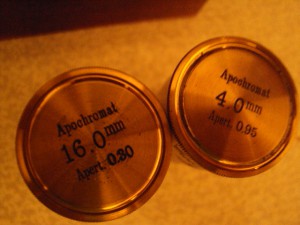 Apochromat
16.0mm
Apert. 0.30
Apochromat
4.0mm
Apert. 0.95